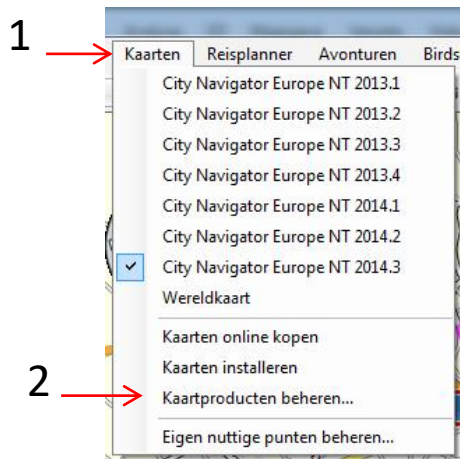 1
Kaarten Reisplanner Avonturen Birds
City Navigator Europe NT 2013.1
City Navigator Europe NT 2013.2
City Navigator Europe NT 2013.3
City Navigator Europe NT 2013.4
City Navigator Europe NT 2014.1
City Navigator Europe NT 2014.2
City Navigator Europe NT 2014.3
Wereldkaart
Kaarten online kopen
Kaarten installeren
2
Kaartproducten beheren...
Eigen nuttige punten beheren...